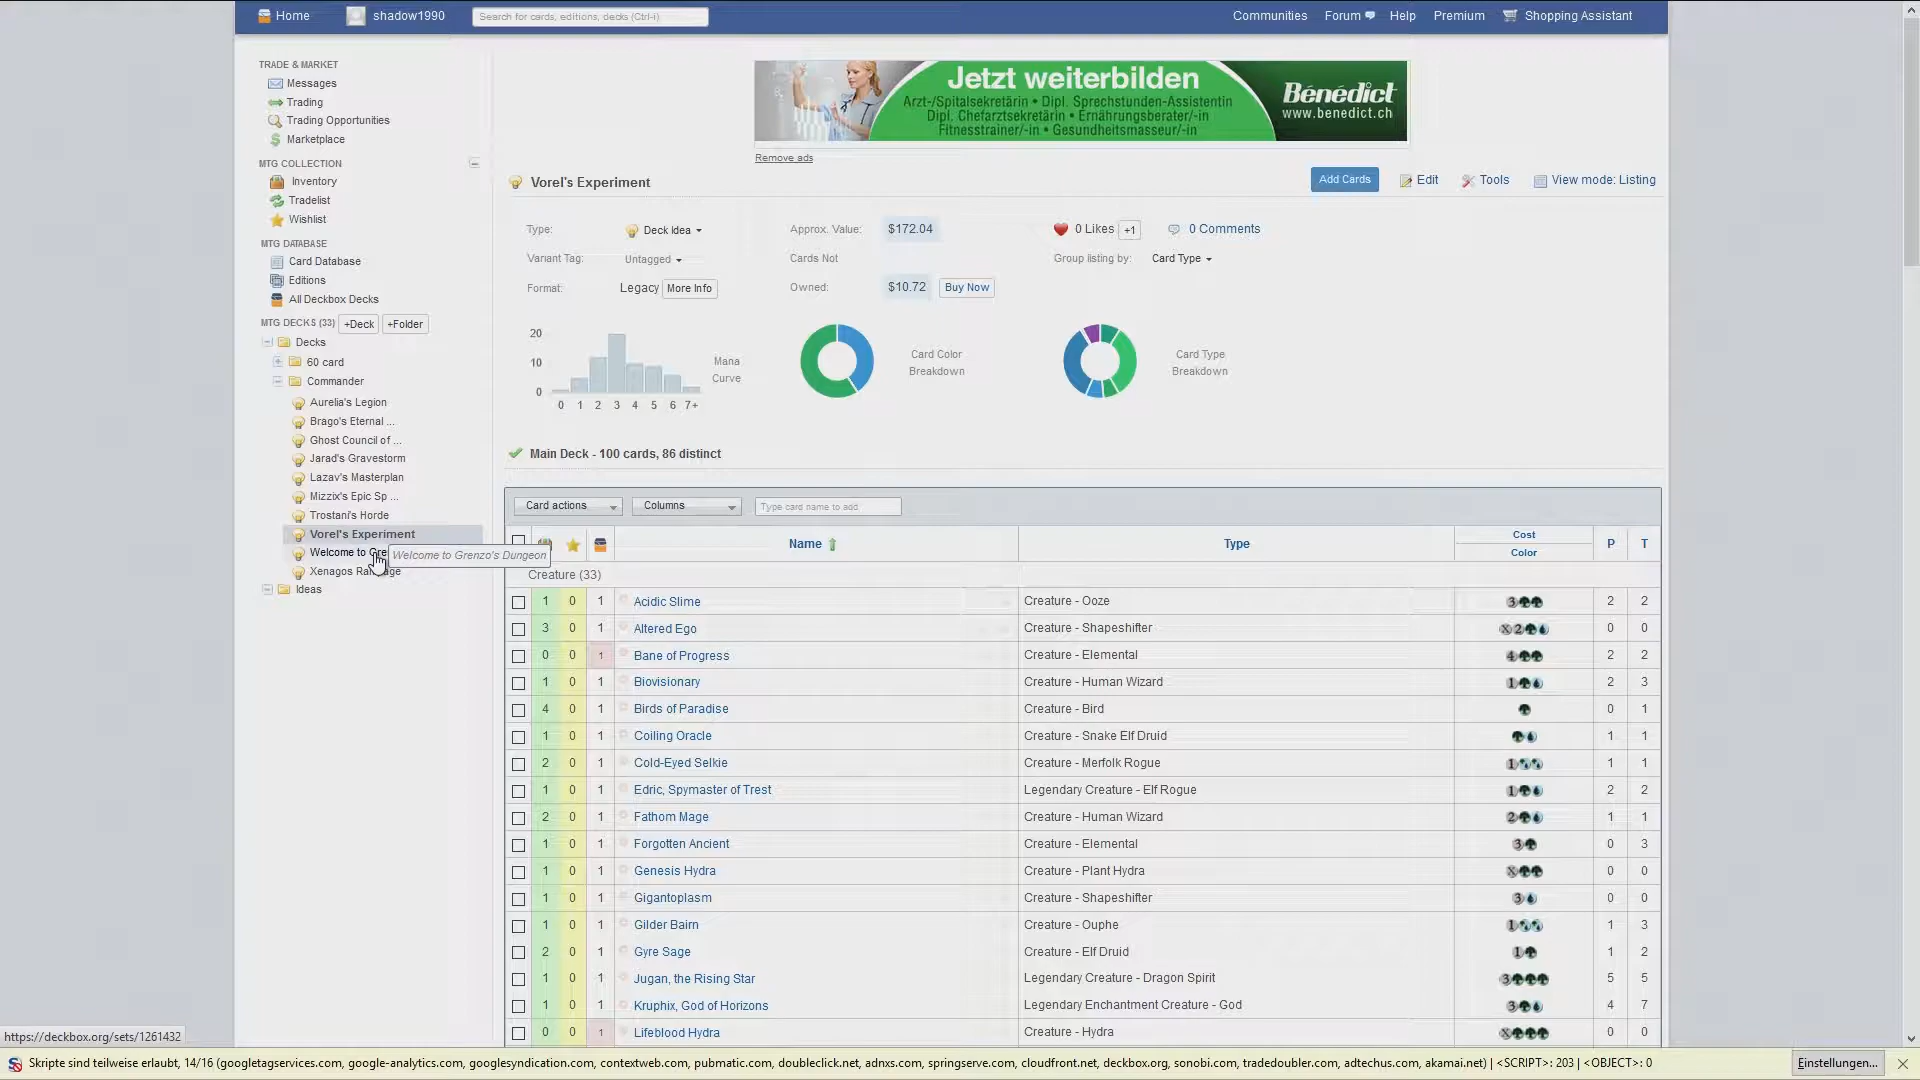 Home
shadow1990
Search for cards, editions, decks (Ctrl-i)
Communities
Forum
Help
Premium
Shopping Assistant
TRADE & MARKET
Messages
Trading
Trading Opportunities
Marketplace
MTG COLLECTION
Inventory
Tradelist
Wishlist
MTG DATABASE
Card Database
Editions
All Deckbox Decks
MTG DECKS (33) +Deck +Folder
Decks
60 card
Commander
Aurelia's Legion
Brago's Eternal ...
Ghost Council of ...
Jarad's Gravestorm
Lazav's Masterplan
Mizzix's Epic Sp ...
Trostani's Horde
Vorel's Experiment
Welcome to Gre
Welcome to Grenzo's Dungeon
Ideas
Jetzt weiterbilden
Arzt-/Spitalsekretärin • Dipl. Sprechstunden-Assistentin
Dipl. Chefarztsekretärin • Ernährungsberater/-in
Fitnesstrainer/-in • Gesundheitsmasseur/-in
Bénédict
www.benedict.ch
Remove ads
Vorel's Experiment
Add Cards
Edit
Tools
View mode: Listing
Type: Deck Idea
Approx. Value: $172.04
0 Likes +1
0 Comments
Variant Tag: Untagged
Cards Not
Owned: $10.72 Buy Now
Group listing by: Card Type
Format: Legacy More Info
20
10
0
0 1 2 3 4 5 6 7+
Mana
Curve
Card Color
Breakdown
Card Type
Breakdown
Main Deck - 100 cards, 86 distinct
Card actions
Columns
Type card name to add
Name Type Cost Color P T
Creature (33)
1 0 1 Acidic Slime Creature - Ooze 3 2 2
3 0 1 Altered Ego Creature - Shapeshifter X 2 0 0
0 0 1 Bane of Progress Creature - Elemental 4 2 2
1 0 1 Biovisionary Creature - Human Wizard 1 2 3
4 0 1 Birds of Paradise Creature - Bird 0 1
1 0 1 Coiling Oracle Creature - Snake Elf Druid 1 1
2 0 1 Cold-Eyed Selkie Creature - Merfolk Rogue 1 1 1
1 0 1 Edric, Spymaster of Trest Legendary Creature - Elf Rogue 1 2 2
2 0 1 Fathom Mage Creature - Human Wizard 2 1 1
1 0 1 Forgotten Ancient Creature - Elemental 3 0 3
1 0 1 Genesis Hydra Creature - Plant Hydra X 0 0
1 0 1 Gigantoplasm Creature - Shapeshifter 3 0 0
1 0 1 Gilder Bairn Creature - Ouphe 1 1 3
2 0 1 Gyre Sage Creature - Elf Druid 1 1 2
1 0 1 Jugan, the Rising Star Legendary Creature - Dragon Spirit 3 5 5
1 0 1 Kruphix, God of Horizons Legendary Enchantment Creature - God 3 4 7
0 0 1 Lifeblood Hydra Creature - Hydra X 0 0
https://deckbox.org/sets/1261432
Skripte sind teilweise erlaubt, 14/16 (googletagservices.com, google-analytics.com, googlesyndication.com, contextweb.com, pubmatic.com, doubleclick.net, adnxs.com, springserve.com, cloudfront.net, deckbox.org, sonobi.com, tradedoubler.com, adtechus.com, akamai.net) | <SCRIPT>: 203 | <OBJECT>: 0
Einstellungen...